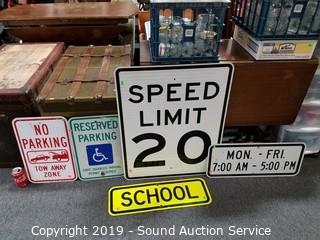 NO
PARKING
TOW AWAY
ZONE
RESERVED
PARKING
SPEED
LIMIT
20
MON. - FRI.
7:00 AM - 5:00 PM
SCHOOL
Copyright 2019 - Sound Auction Service